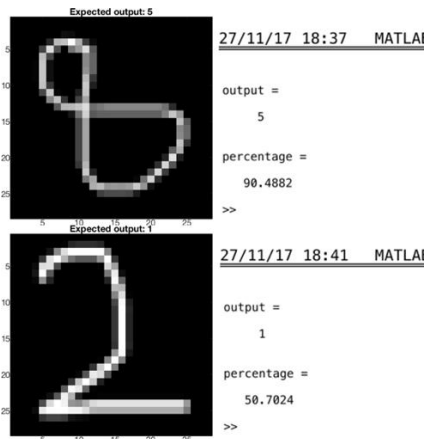 Expected output: 5
27/11/17 18:37 MATLAB
5
10
15
20
25
5 10 15 20 25
output =
5
percentage =
90.4882
>>
Expected output: 1
27/11/17 18:41 MATLAB
5
10
15
20
25
output =
1
percentage =
50.7024
>>